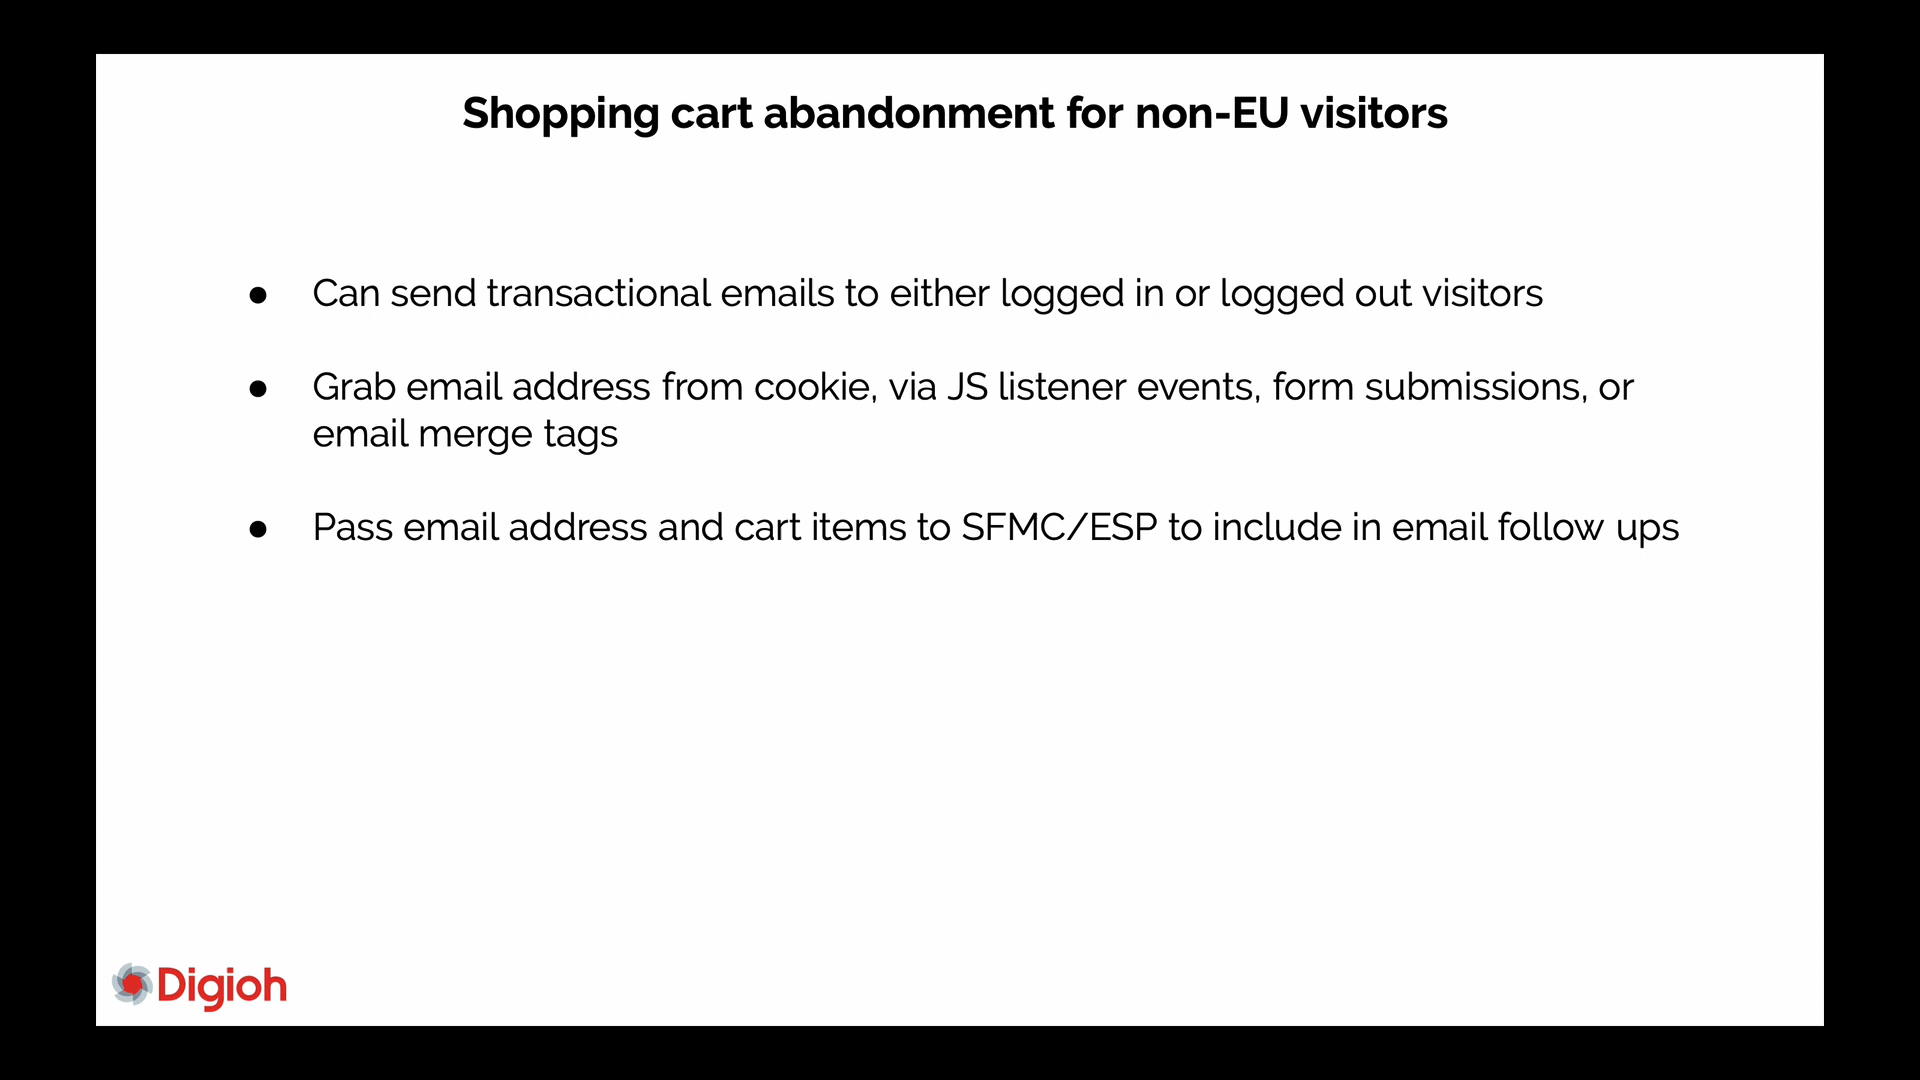 Shopping cart abandonment for non-EU visitors
● Can send transactional emails to either logged in or logged out visitors
● Grab email address from cookie, via JS listener events, form submissions, or
email merge tags
● Pass email address and cart items to SFMC/ESP to include in email follow ups
Digioh